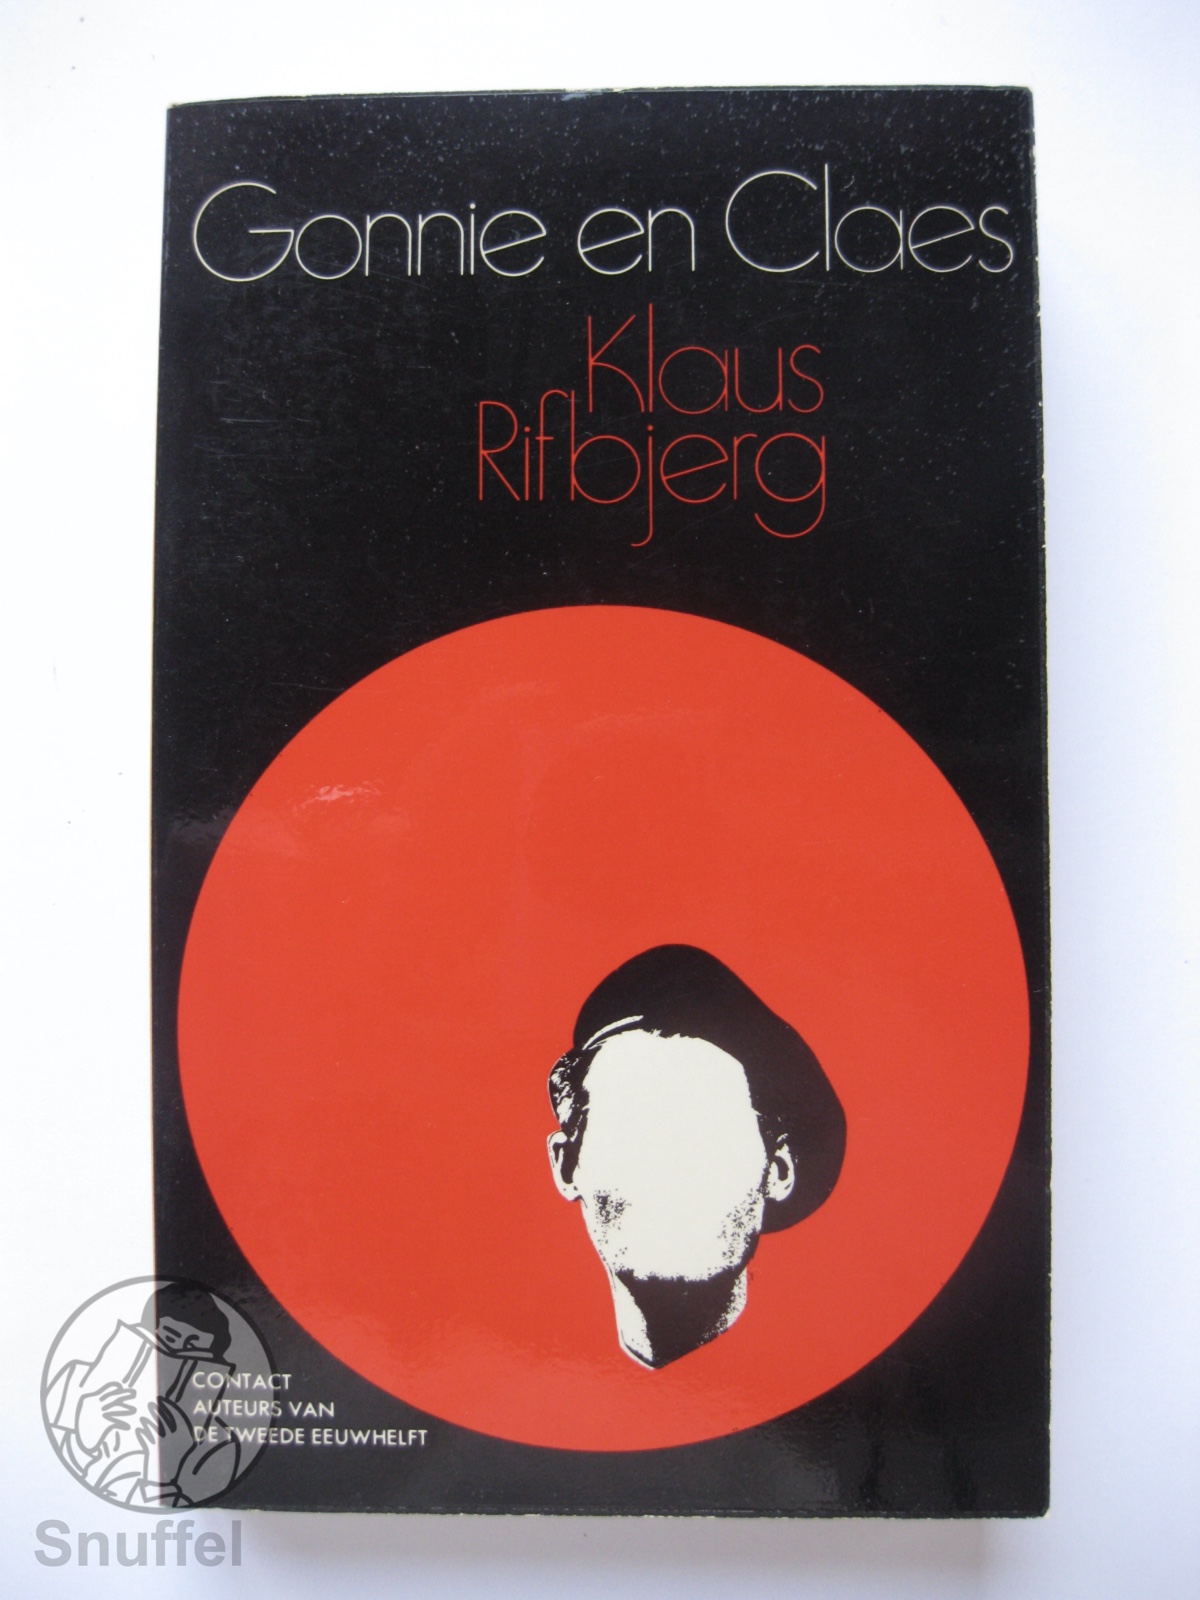 Gonnie en Claes
Klaus
Rifbjerg
CONTACT
AUTEURS VAN
DE TWEEDE EEUWHELFT
Snuffel